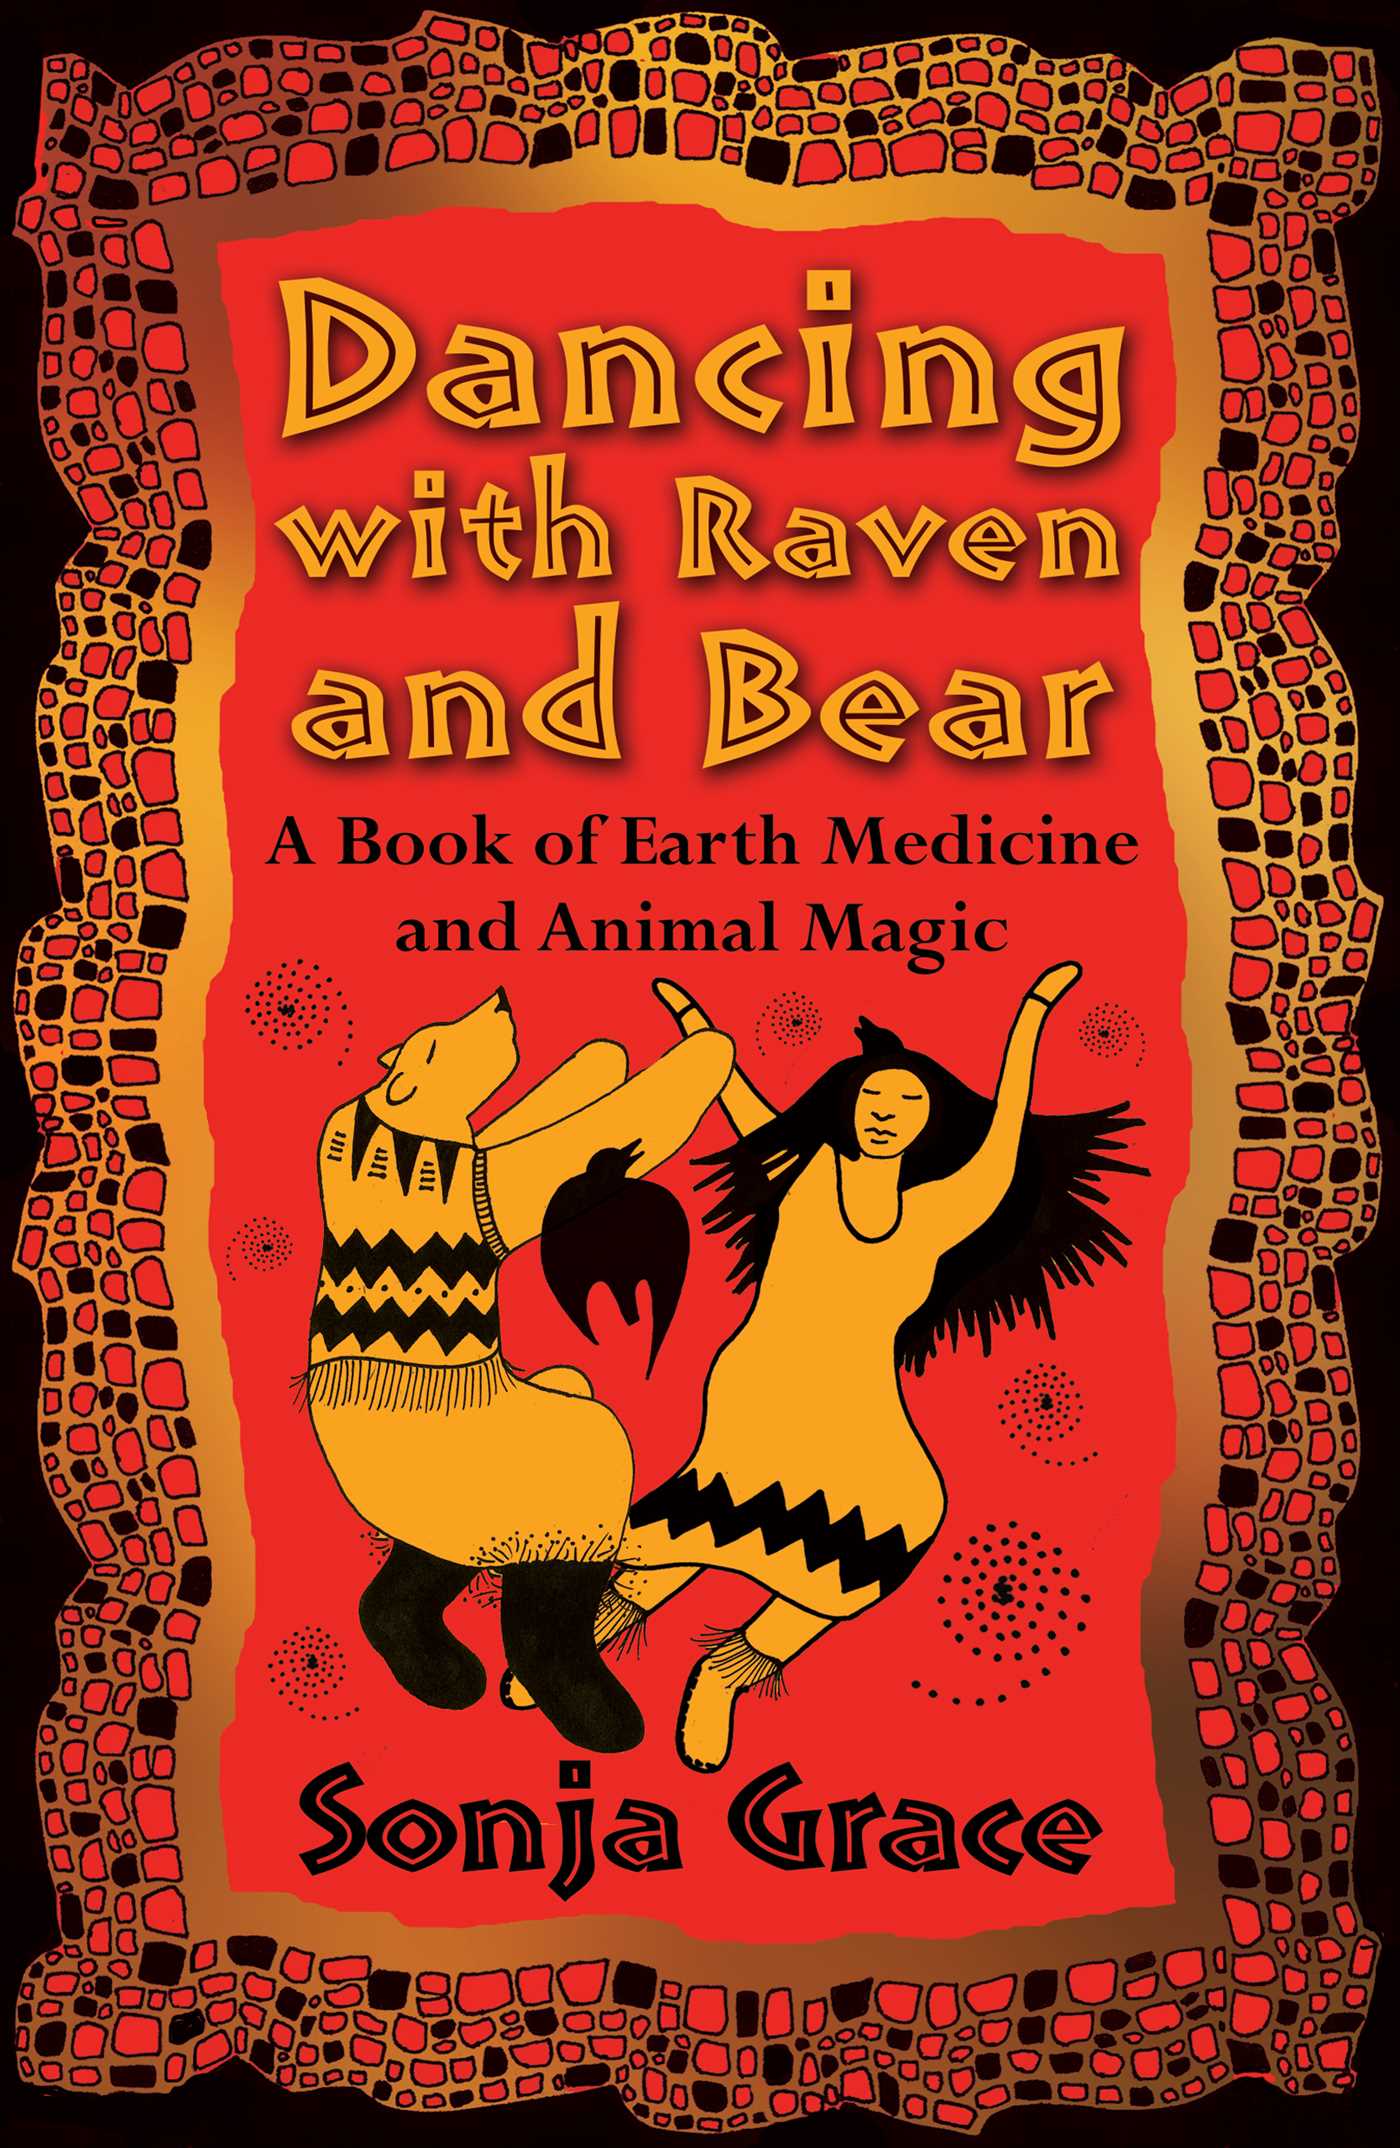 Dancing
with Raven
and Bear
A Book of Earth Medicine
and Animal Magic
Sonja Grace